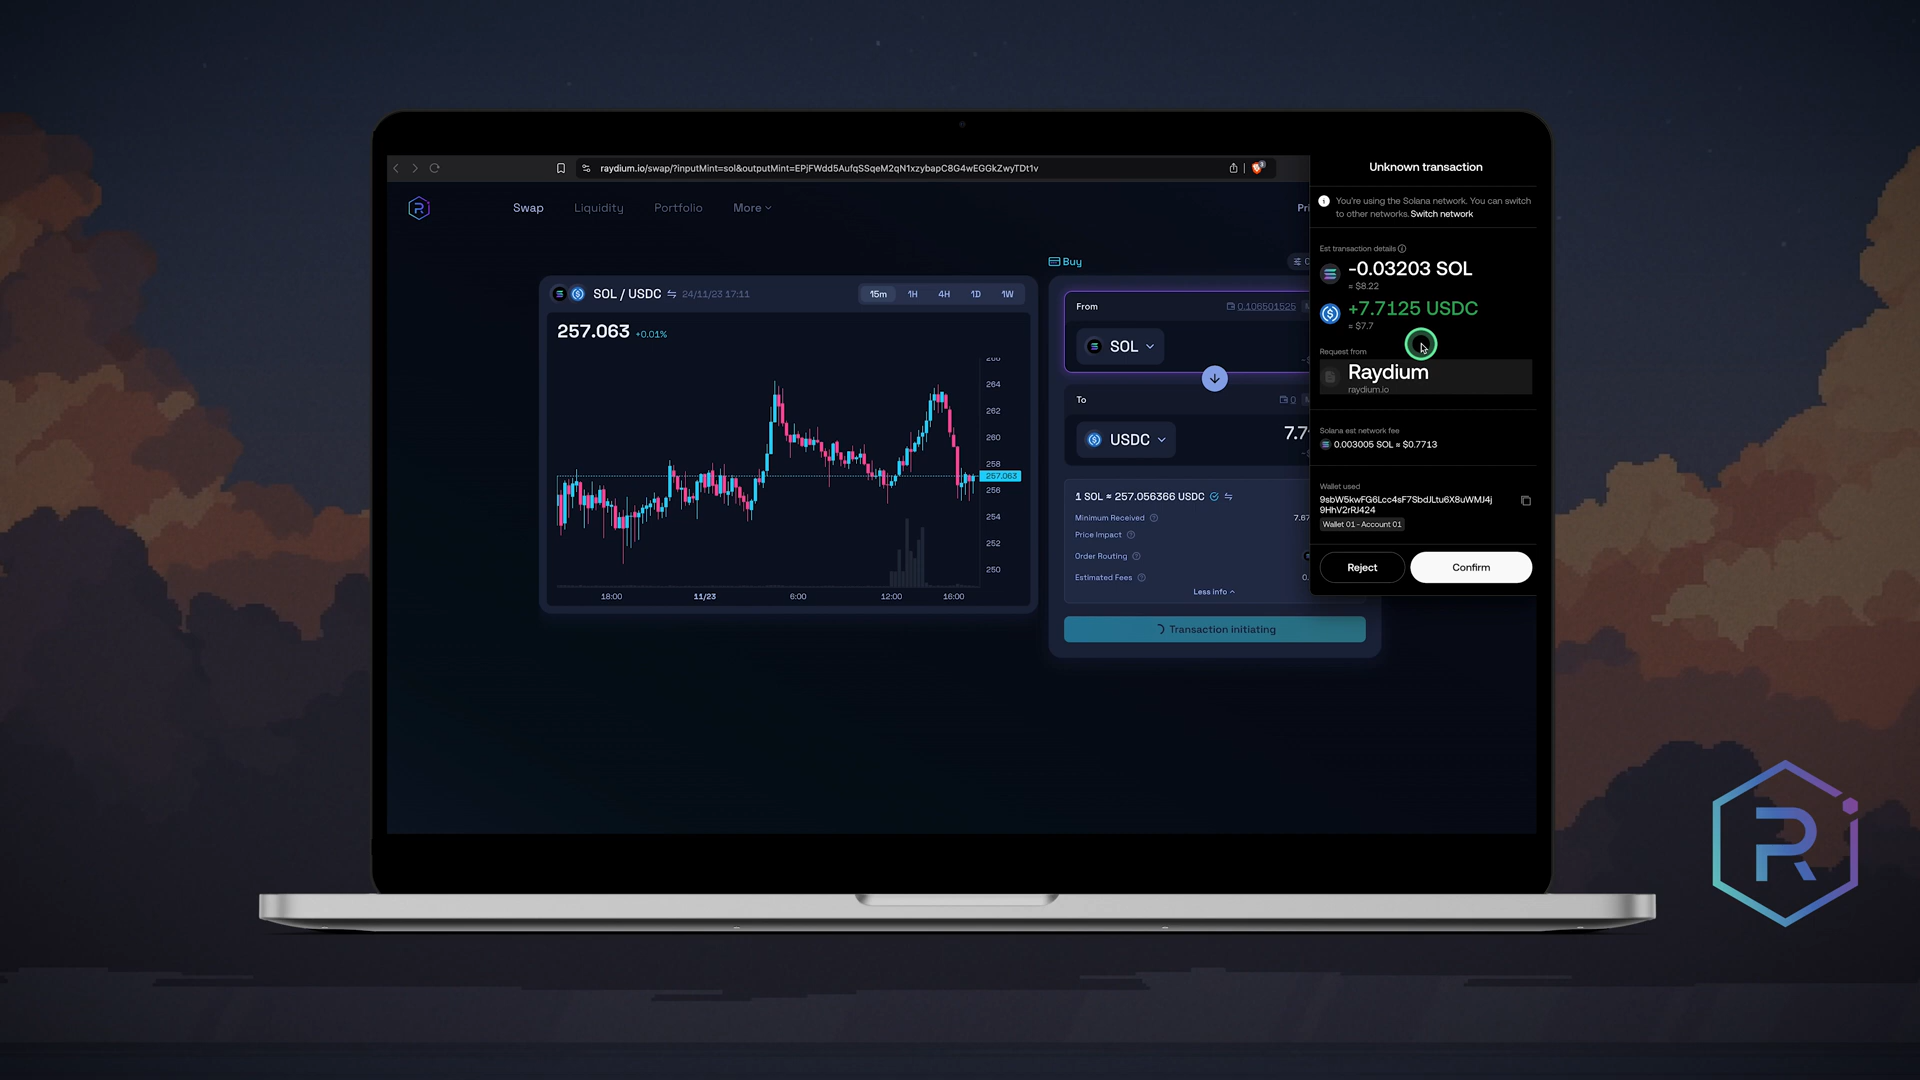 raydium.io/swap/?inputMint=sol&outputMint=EPjFWdd5AufqSSqeM2qN1xzybapC8G4wEGGkZwyTDt1v
Swap
Liquidity
Portfolio
More
SOL / USDC
24/11/23 17:11
15m
1H
4H
1D
1W
257.063
+0.01%
264
262
260
258
257.063
256
254
252
250
18:00
11/23
6:00
12:00
16:00
Buy
From
0.106501525
SOL
To
0
USDC
1 SOL ≈ 257.056366 USDC
Minimum Received
Price Impact
Order Routing
Estimated Fees
Less info
Transaction initiating
Unknown transaction
You're using the Solana network. You can switch
to other networks. Switch network
Est transaction details
-0.03203 SOL
≈ $8.22
+7.7125 USDC
≈ $7.7
Request from
Raydium
raydium.io
Solana est network fee
0.003005 SOL ≈ $0.7713
Wallet used
9sbW5kwFG6Lcc4sF7SbdJLtu6X8uWMJ4j
9HhV2rRJ424
Wallet 01 - Account 01
Reject
Confirm